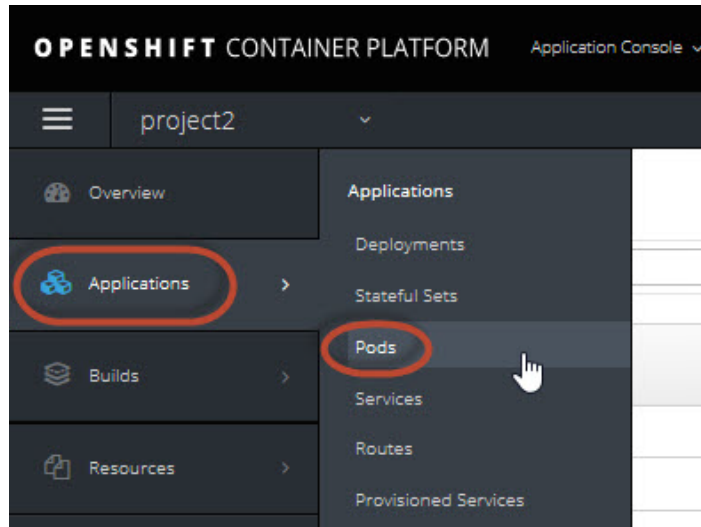 OPENSHIFT CONTAINER PLATFORM
Application Console
project2
Overview
Applications
Builds
Resources
Applications
Deployments
Stateful Sets
Pods
Services
Routes
Provisioned Services